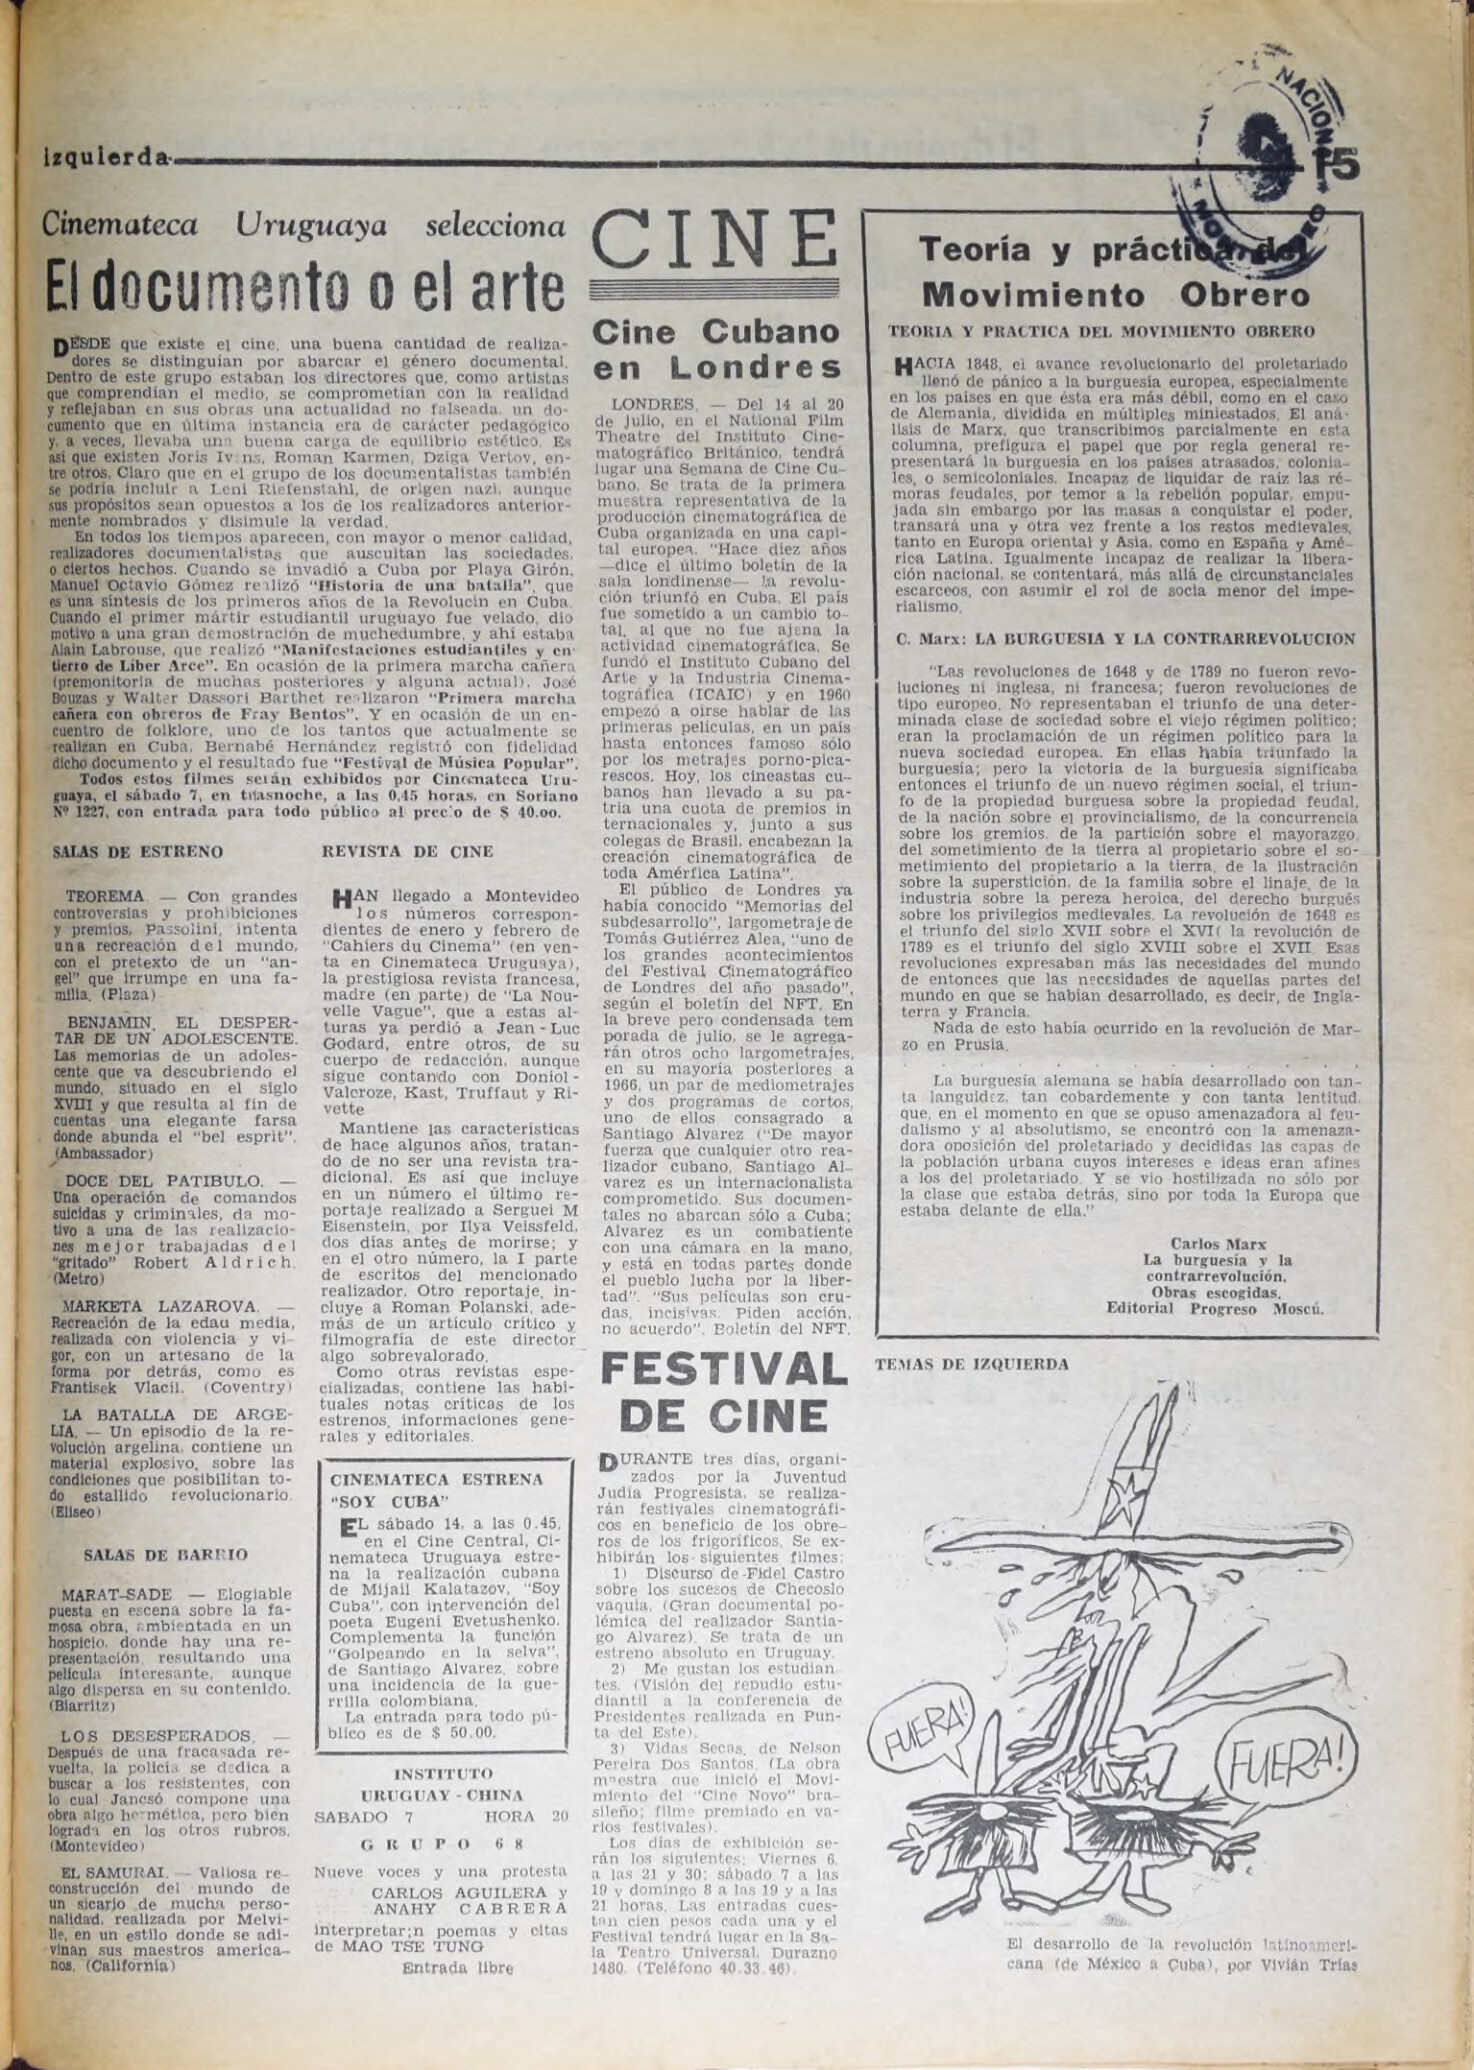 izquierda
15
Cinemateca Uruguaya selecciona
El documento o el arte
DESDE que existe el cine, una buena cantidad de realiza-
dores se distinguían por abarcar el género documental.
Dentro de este grupo estaban los directores que, como artistas
que comprendían el medio, se comprometían con la realidad
y reflejaban en sus obras una actualidad no falseada, un do-
cumento que en última instancia era de carácter pedagógico
y, a veces, llevaba una buena carga de equilibrio estético. Es
así que existen Joris Ivens, Roman Karmen, Dziga Vertov, en-
tre otros. Claro que en el grupo de los documentalistas también
se podría incluir a Leni Riefenstahl, de origen nazi, aunque
sus propósitos sean opuestos a los de los realizadores anterior-
mente nombrados y disimule la verdad.
En todos los tiempos aparecen, con mayor o menor calidad,
realizadores documentalistas que auscultan las sociedades,
o ciertos hechos. Cuando se invadió a Cuba por Playa Girón,
Manuel Octavio Gómez realizó "Historia de una batalla", que
es una síntesis de los primeros años de la Revolucin en Cuba.
Cuando el primer mártir estudiantil uruguayo fue velado, dio
motivo a una gran demostración de muchedumbre, y ahí estaba
Alain Labrouse, que realizó "Manifestaciones estudiantiles y en-
tierro de Liber Arce". En ocasión de la primera marcha cañera
(premonitoria de muchas posteriores y alguna actual), José
Bouzas y Walter Dassori Barthet realizaron "Primera marcha
cañera con obreros de Fray Bentos". Y en ocasión de un en-
cuentro de folklore, uno de los tantos que actualmente se
realizan en Cuba, Bernabé Hernández registró con fidelidad
dicho documento y el resultado fue "Festival de Música Popular".
Todos estos filmes serán exhibidos por Cinemateca Uru-
guaya, el sábado 7, en trasnoche, a las 0.45 horas, en Soriano
Nº 1227, con entrada para todo público al precio de $ 40.oo.
SALAS DE ESTRENO
TEOREMA. — Con grandes
controversias y prohibiciones
y premios, Passolini, intenta
una recreación del mundo,
con el pretexto de un "an-
gel" que irrumpe en una fa-
milia. (Plaza)
BENJAMIN, EL DESPER-
TAR DE UN ADOLESCENTE.
Las memorias de un adoles-
cente que va descubriendo el
mundo, situado en el siglo
XVIII y que resulta al fin de
cuentas una elegante farsa
donde abunda el "bel esprit".
(Ambassador)
DOCE DEL PATIBULO. —
Una operación de comandos
suicidas y criminales, da mo-
tivo a una de las realizacio-
nes mejor trabajadas del
"gritado" Robert Aldrich.
(Metro)
MARKETA LAZAROVA. —
Recreación de la edad media,
realizada con violencia y vi-
gor, con un artesano de la
forma por detrás, como es
Frantisek Vlacil. (Coventry)
LA BATALLA DE ARGE-
LIA. — Un episodio de la re-
volución argelina, contiene un
material explosivo, sobre las
condiciones que posibilitan to-
do estallido revolucionario.
(Eliseo)
SALAS DE BARRIO
MARAT-SADE — Elogiable
puesta en escena sobre la fa-
mosa obra, ambientada en un
hospicio, donde hay una re-
presentación, resultando una
película interesante, aunque
algo dispersa en su contenido.
(Biarritz)
LOS DESESPERADOS. —
Después de una fracasada re-
vuelta, la policía se dedica a
buscar a los resistentes, con
lo cual Jancsó compone una
obra algo hermética, pero bien
lograda en los otros rubros.
(Montevideo)
EL SAMURAI. — Valiosa re-
construcción del mundo de
un sicario de mucha perso-
nalidad, realizada por Melvi-
lle, en un estilo donde se adi-
vinan sus maestros america-
nos. (California)
REVISTA DE CINE
HAN llegado a Montevideo
los números correspon-
dientes de enero y febrero de
"Cahiers du Cinema" (en ven-
ta en Cinemateca Uruguaya),
la prestigiosa revista francesa,
madre (en parte) de "La Nou-
velle Vague", que a estas al-
turas ya perdió a Jean-Luc
Godard, entre otros, de su
cuerpo de redacción, aunque
sigue contando con Doniol-
Valcroze, Kast, Truffaut y Ri-
vette
Mantiene las características
de hace algunos años, tratan-
do de no ser una revista tra-
dicional. Es así que incluye
en un número el último re-
portaje realizado a Serguei M
Eisenstein, por Ilya Veissfeld,
dos días antes de morirse; y
en el otro número, la I parte
de escritos del mencionado
realizador. Otro reportaje, in-
cluye a Roman Polanski, ade-
más de un artículo crítico y
filmografía de este director
algo sobrevalorado.
Como otras revistas espe-
cializadas, contiene las habi-
tuales notas críticas de los
estrenos, informaciones gene-
rales y editoriales.
CINEMATECA ESTRENA
"SOY CUBA"
EL sábado 14, a las 0.45,
en el Cine Central, Ci-
nemateca Uruguaya estre-
na la realización cubana
de Mijail Kalatazov, "Soy
Cuba", con intervención del
poeta Eugeni Evetushenko.
Complementa la función
"Golpeando en la selva",
de Santiago Alvarez, sobre
una incidencia de la gue-
rrilla colombiana.
La entrada para todo pú-
blico es de $ 50.00.
INSTITUTO
URUGUAY - CHINA
SABADO 7 HORA 20
GRUPO 68
Nueve voces y una protesta
CARLOS AGUILERA y
ANAHY CABRERA
interpretar;n poemas y citas
de MAO TSE TUNG
Entrada libre
CINE
Cine Cubano
en Londres
LONDRES. — Del 14 al 20
de julio, en el National Film
Theatre del Instituto Cine-
matográfico Británico, tendrá
lugar una Semana de Cine Cu-
bano. Se trata de la primera
muestra representativa de la
producción cinematográfica de
Cuba organizada en una capi-
tal europea. "Hace diez años
—dice el último boletín de la
sala londinense— la revolu-
ción triunfó en Cuba. El país
fue sometido a un cambio to-
tal, al que no fue ajena la
actividad cinematográfica. Se
fundó el Instituto Cubano del
Arte y la Industria Cinema-
tográfica (ICAIC) y en 1960
empezó a oirse hablar de las
primeras películas, en un país
hasta entonces famoso sólo
por los metrajes porno-pica-
rescos. Hoy, los cineastas cu-
banos han llevado a su pa-
tria una cuota de premios in
ternacionales y, junto a sus
colegas de Brasil, encabezan la
creación cinematográfica de
toda América Latina".
El público de Londres ya
había conocido "Memorias del
subdesarrollo", largometraje de
Tomás Gutiérrez Alea, "uno de
los grandes acontecimientos
del Festival Cinematográfico
de Londres del año pasado",
según el boletín del NFT. En
la breve pero condensada tem
porada de julio, se le agrega-
rán otros ocho largometrajes,
en su mayoría posteriores a
1966, un par de mediometrajes
y dos programas de cortos,
uno de ellos consagrado a
Santiago Alvarez ("De mayor
fuerza que cualquier otro rea-
lizador cubano, Santiago Al-
varez es un internacionalista
comprometido. Sus documen-
tales no abarcan sólo a Cuba;
Alvarez es un combatiente
con una cámara en la mano,
y está en todas partes donde
el pueblo lucha por la liber-
tad". "Sus películas son cru-
das, incisivas. Piden acción,
no acuerdo". Boletín del NFT.
FESTIVAL
DE CINE
DURANTE tres días, organi-
zados por la Juventud
Judía Progresista, se realiza-
rán festivales cinematográfi-
cos en beneficio de los obre-
ros de los frigoríficos. Se ex-
hibirán los siguientes filmes:
1) Discurso de Fidel Castro
sobre los sucesos de Checoslo
vaquia. (Gran documental po-
lémica del realizador Santia-
go Alvarez). Se trata de un
estreno absoluto en Uruguay.
2) Me gustan los estudian
tes. (Visión del repudio estu-
diantil a la conferencia de
Presidentes realizada en Pun-
ta del Este).
3) Vidas Secas, de Nelson
Pereira Dos Santos. (La obra
muestra que inició el Movi-
miento del "Cine Novo" bra-
sileño; filme premiado en va-
rios festivales).
Los días de exhibición se-
rán los siguientes: Viernes 6,
a las 21 y 30; sábado 7 a las
19 y domingo 8 a las 19 y a las
21 horas. Las entradas cues-
tan cien pesos cada una y el
Festival tendrá lugar en la Sa-
la Teatro Universal, Durazno
1480. (Teléfono 40.33.46).
Teoría y práctica del
Movimiento Obrero
TEORIA Y PRACTICA DEL MOVIMIENTO OBRERO
HACIA 1848, el avance revolucionario del proletariado
llenó de pánico a la burguesía europea, especialmente
en los países en que ésta era más débil, como en el caso
de Alemania, dividida en múltiples miniestados. El aná-
lisis de Marx, que transcribimos parcialmente en esta
columna, prefigura el papel que por regla general re-
presentará la burguesía en los países atrasados, colonia-
les, o semicoloniales. Incapaz de liquidar de raíz las ré-
moras feudales, por temor a la rebelión popular, empu-
jada sin embargo por las masas a conquistar el poder,
transará una y otra vez frente a los restos medievales,
tanto en Europa oriental y Asia, como en España y Amé-
rica Latina. Igualmente incapaz de realizar la libera-
ción nacional, se contentará, más allá de circunstanciales
escarceos, con asumir el rol de socia menor del impe-
rialismo.
C. Marx: LA BURGUESIA Y LA CONTRARREVOLUCION
"Las revoluciones de 1648 y de 1789 no fueron revo-
luciones ni inglesa, ni francesa; fueron revoluciones de
tipo europeo. No representaban el triunfo de una deter-
minada clase de sociedad sobre el viejo régimen político;
eran la proclamación de un régimen político para la
nueva sociedad europea. En ellas había triunfado la
burguesía; pero la victoria de la burguesía significaba
entonces el triunfo de un nuevo régimen social, el triun-
fo de la propiedad burguesa sobre la propiedad feudal,
de la nación sobre el provincialismo, de la concurrencia
sobre los gremios, de la partición sobre el mayorazgo,
del sometimiento de la tierra al propietario sobre el so-
metimiento del propietario a la tierra, de la ilustración
sobre la superstición, de la familia sobre el linaje, de la
industria sobre la pereza heroica, del derecho burgués
sobre los privilegios medievales. La revolución de 1648 es
el triunfo del siglo XVII sobre el XVI( la revolución de
1789 es el triunfo del siglo XVIII sobre el XVII. Esas
revoluciones expresaban más las necesidades del mundo
de entonces que las necesidades de aquellas partes del
mundo en que se habían desarrollado, es decir, de Ingla-
terra y Francia.
Nada de esto había ocurrido en la revolución de Mar-
zo en Prusia.
. . . . . . . . . .
La burguesía alemana se había desarrollado con tan-
ta languidez, tan cobardemente y con tanta lentitud,
que, en el momento en que se opuso amenazadora al feu-
dalismo y al absolutismo, se encontró con la amenaza-
dora oposición del proletariado y decididas las capas de
la población urbana cuyos intereses e ideas eran afines
a los del proletariado. Y se vio hostilizada no sólo por
la clase que estaba detrás, sino por toda la Europa que
estaba delante de ella."
Carlos Marx
La burguesía y la
contrarrevolución.
Obras escogidas.
Editorial Progreso Moscú.
TEMAS DE IZQUIERDA
FUERA!
FUERA!
El desarrollo de la revolución latinoameri-
cana (de México a Cuba), por Vivián Trías